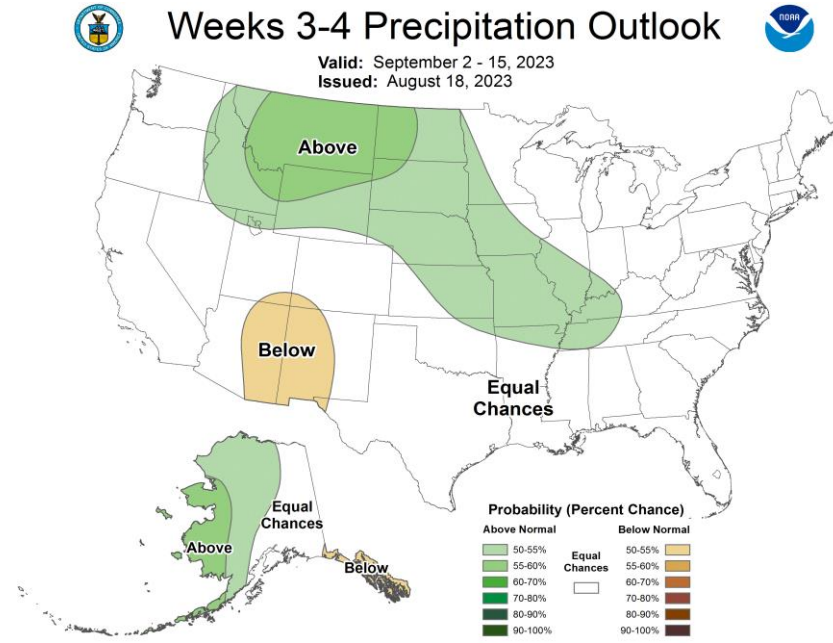 Weeks 3-4 Precipitation Outlook
NOAA
Valid: September 2 - 15, 2023
Issued: August 18, 2023
Above
Below
Equal
Chances
Equal
Chances
Above
Below
Probability (Percent Chance)
Above Normal
Below Normal
Equal
Chances
50-55%
55-60%
60-70%
70-80%
80-90%
90-100%
50-55%
55-60%
60-70%
70-80%
80-90%
90-100%